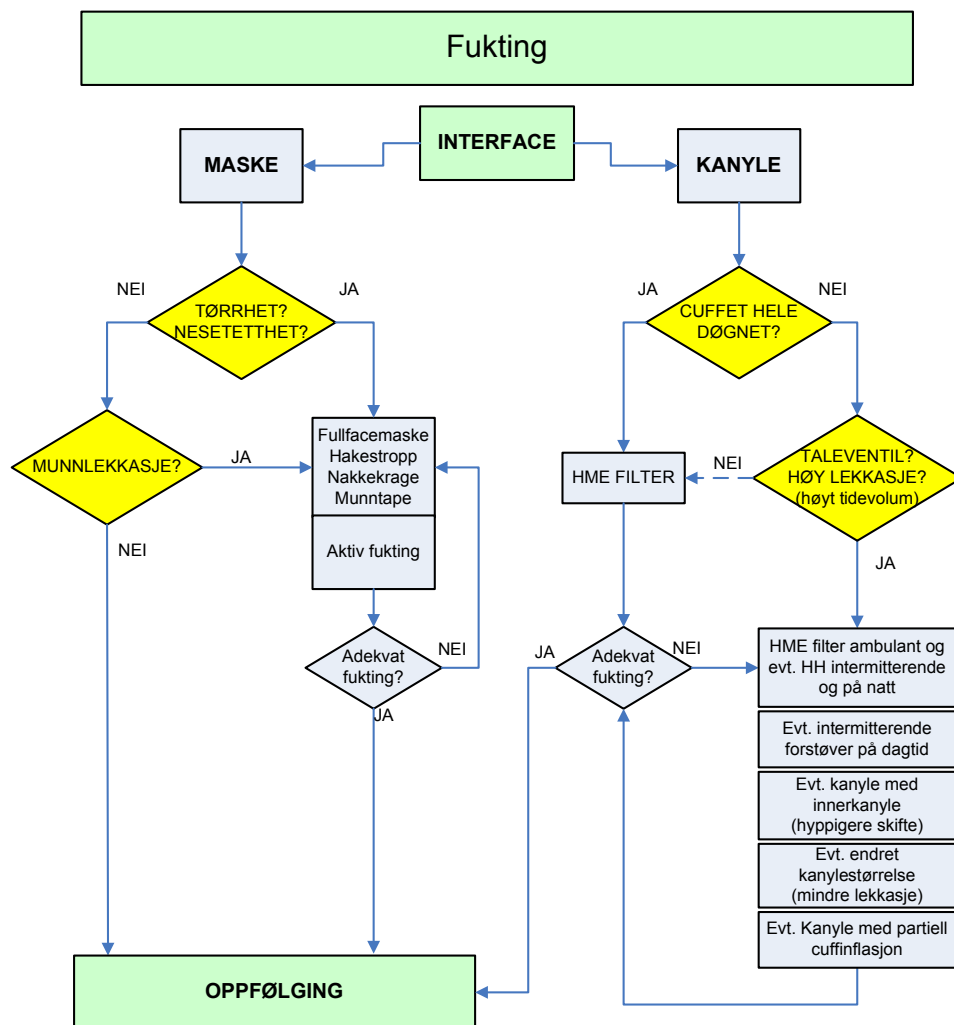 Fukting
INTERFACE
MASKE
KANYLE
NEI
JA
TØRRHET?
NESETETTHET?
JA
NEI
CUFFET HELE
DØGNET?
MUNNLEKKASJE?
JA
NEI
Fullfacemaske
Hakestropp
Nakkekrage
Munntape
Aktiv fukting
Adekvat
fukting?
NEI
JA
HME FILTER
NEI
TALEVENTIL?
HØY LEKKASJE?
(høyt tidevolum)
JA
JA
Adekvat
fukting?
NEI
HME filter ambulant og
evt. HH intermitterende
og på natt
Evt. intermitterende
forstøver på dagtid
Evt. kanyle med
innerkanyle
(hyppigere skifte)
Evt. endret
kanylestørrelse
(mindre lekkasje)
Evt. Kanyle med partiell
cuffinflasjon
OPPFØLGING